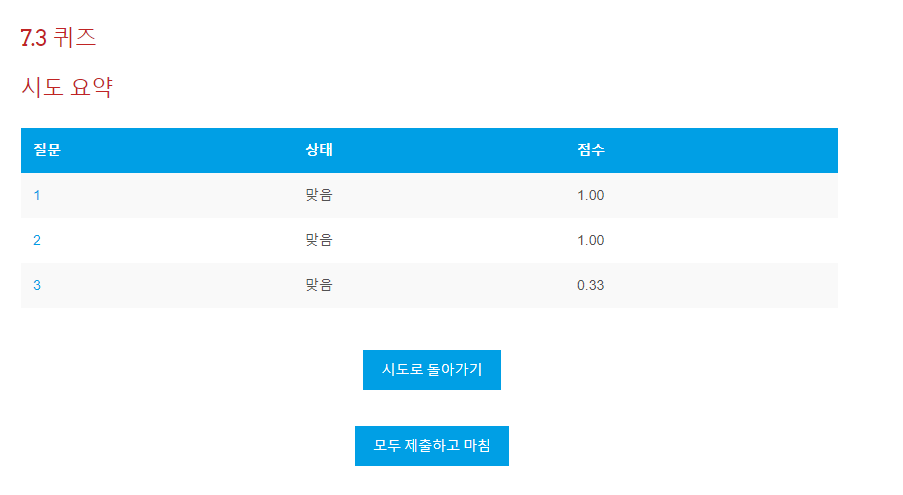 7.3 퀴즈
시도 요약
질문 상태 점수
1 맞음 1.00
2 맞음 1.00
3 맞음 0.33
시도로 돌아가기
모두 제출하고 마침